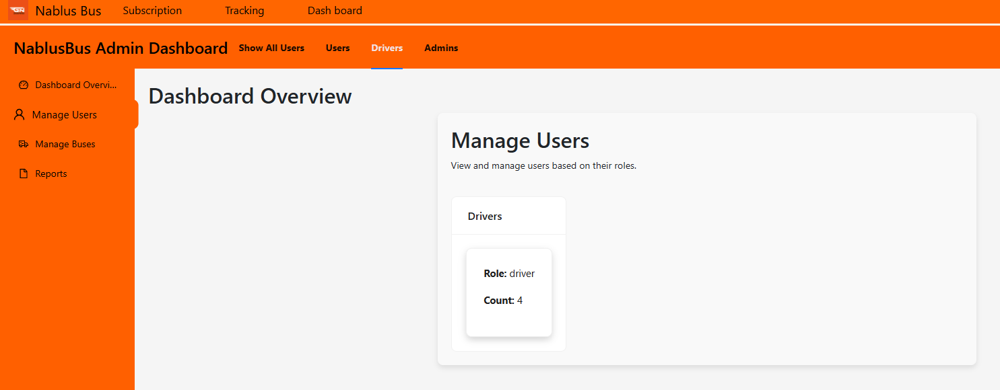 GN
Nablus Bus Subscription Tracking Dash board
NablusBus Admin Dashboard Show All Users Users Drivers Admins
Dashboard Overvi...
Manage Users
Manage Buses
Reports
Dashboard Overview
Manage Users
View and manage users based on their roles.
Drivers
Role: driver
Count: 4